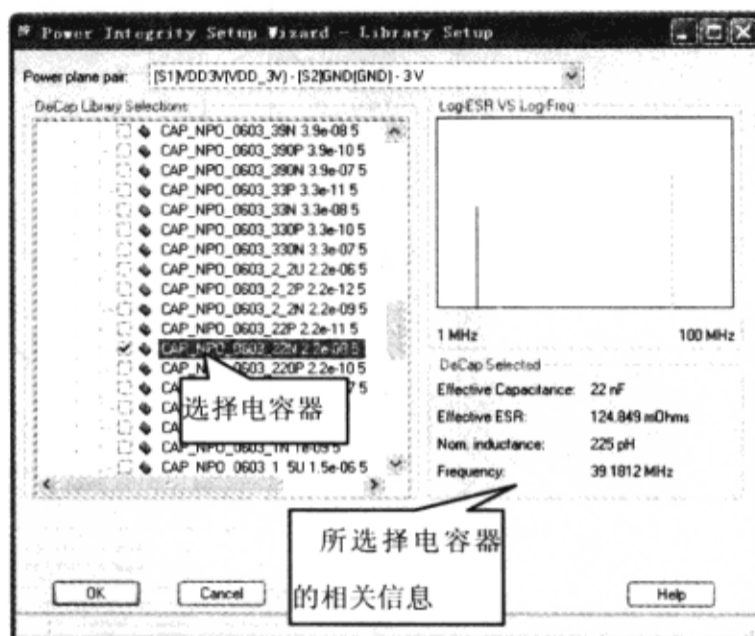 Power Integrity Setup Wizard - Library Setup
Power plane pair: [S1]VDD3V(VDD_3V) - [S2]GND(GND) - 3 V
DeCap Library Selections
Log-ESR VS Log-Freq
CAP_NPO_0603_39N 3.9e-08 5
CAP_NPO_0603_390P 3.9e-10 5
CAP_NPO_0603_390N 3.9e-07 5
CAP_NPO_0603_33P 3.3e-11 5
CAP_NPO_0603_33N 3.3e-08 5
CAP_NPO_0603_330P 3.3e-10 5
CAP_NPO_0603_330N 3.3e-07 5
CAP_NPO_0603_2_2U 2.2e-06 5
CAP_NPO_0603_2_2P 2.2e-12 5
CAP_NPO_0603_2_2N 2.2e-09 5
CAP_NPO_0603_22P 2.2e-11 5
CAP_NPO_0603_22N 2.2e-08 5
CAP_NPO_0603_220P 2.2e-10 5
CAP_NPO_0603_1N 1e-09 5
CAP_NPO_0603_1_5U 1.5e-06 5
选择电容器
1 MHz
100 MHz
DeCap Selected
Effective Capacitance: 22 nF
Effective ESR: 124.849 mOhms
Nom. inductance: 225 pH
Frequency: 39.1812 MHz
所选择电容器
的相关信息
OK
Cancel
Help